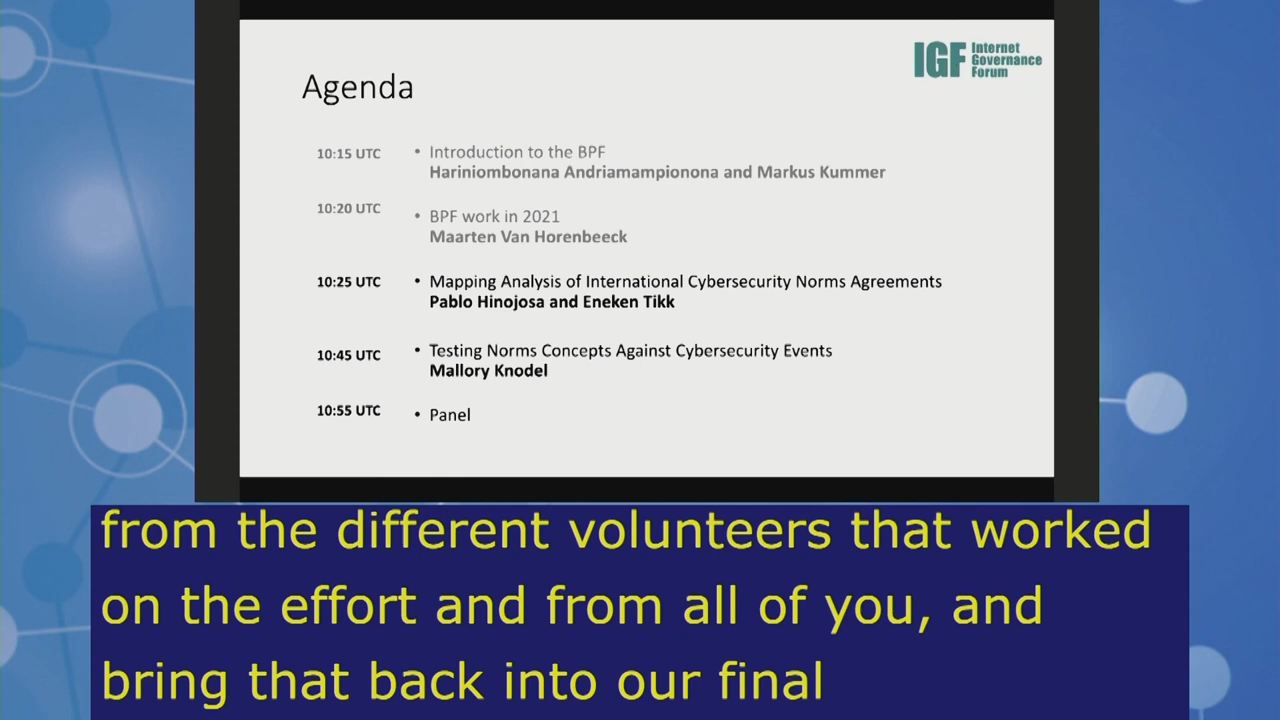 IGF Internet
Governance
Forum
Agenda
10:15 UTC • Introduction to the BPF
Hariniombonana Andriamampionona and Markus Kummer
10:20 UTC • BPF work in 2021
Maarten Van Horenbeeck
10:25 UTC • Mapping Analysis of International Cybersecurity Norms Agreements
Pablo Hinojosa and Eneken Tikk
10:45 UTC • Testing Norms Concepts Against Cybersecurity Events
Mallory Knodel
10:55 UTC • Panel
from the different volunteers that worked
on the effort and from all of you, and
bring that back into our final